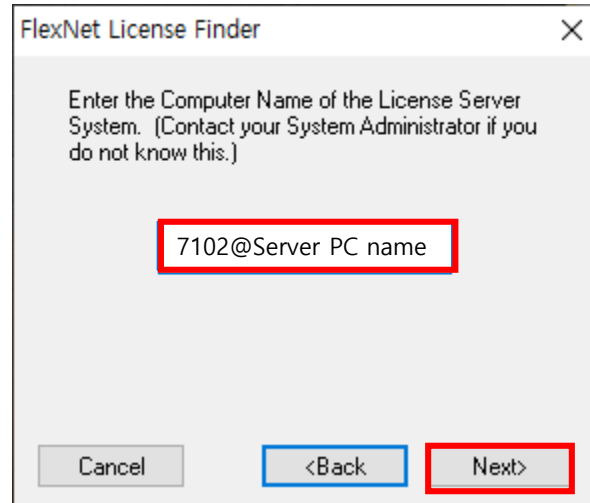 FlexNet License Finder
Enter the Computer Name of the License Server
System.  (Contact your System Administrator if you
do not know this.)
7102@Server PC name
Cancel
<Back
Next>